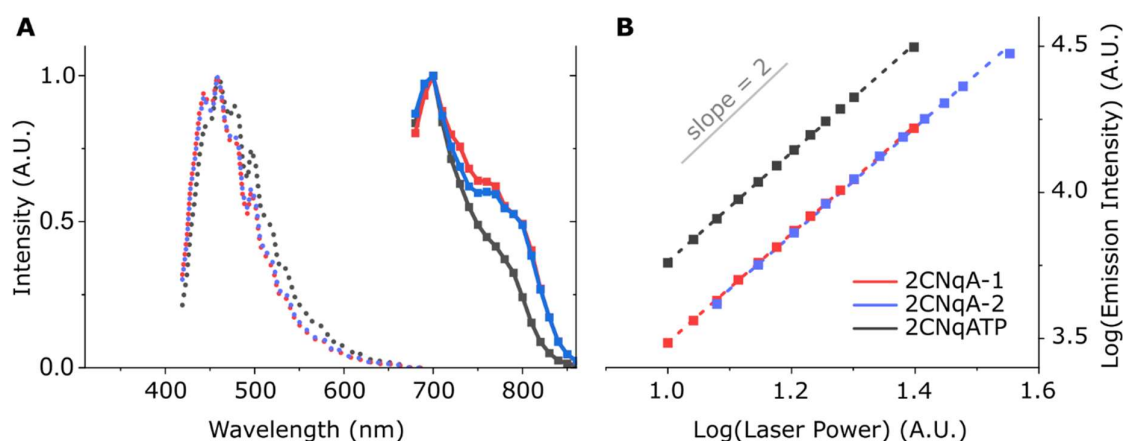 A
B
Intensity (A.U.)
1.0
0.5
0.0
400
500
600
700
800
Wavelength (nm)
slope = 2
2CNqA-1
2CNqA-2
2CNqATP
1.0
1.2
1.4
1.6
Log(Laser Power) (A.U.)
4.5
4.0
3.5
Log(Emission Intensity) (A.U.)